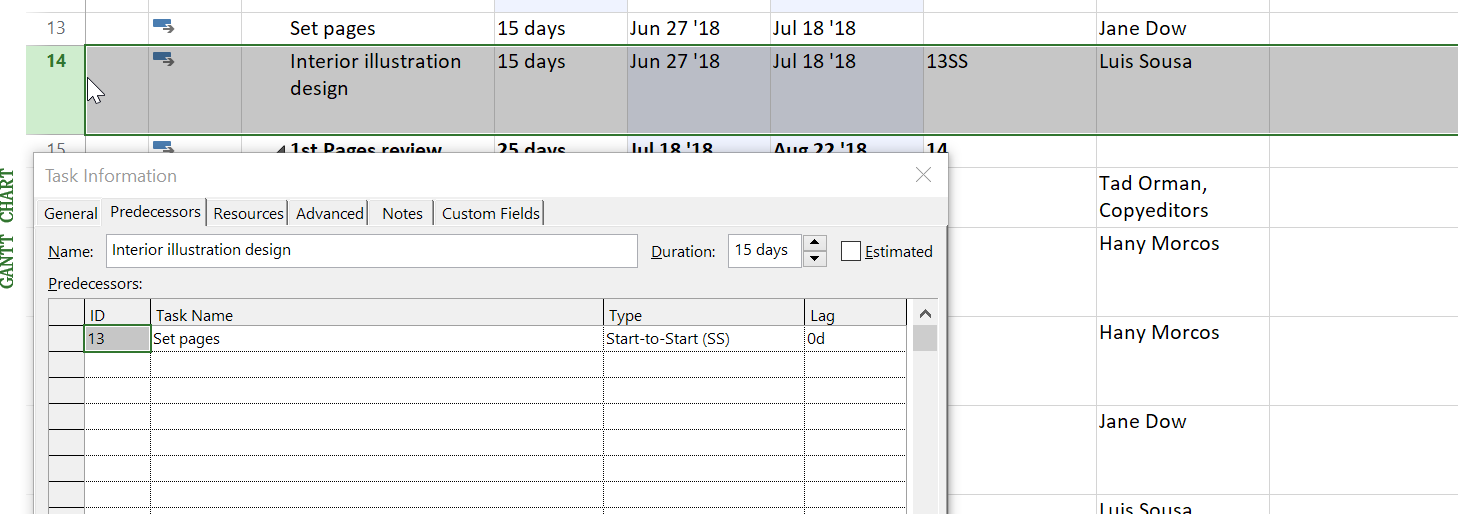 13 Set pages 15 days Jun 27 '18 Jul 18 '18 Jane Dow
14 Interior illustration 15 days Jun 27 '18 Jul 18 '18 13SS Luis Sousa
design
15 1st Pages review 25 days Jul 18 '18 Aug 22 '18 14
GANTT CHART
Task Information
General Predecessors Resources Advanced Notes Custom Fields
Name: Interior illustration design Duration: 15 days Estimated
Predecessors:
ID Task Name Type Lag
13 Set pages Start-to-Start (SS) 0d
Tad Orman,
Copyeditors
Hany Morcos
Hany Morcos
Jane Dow
Luis Sousa